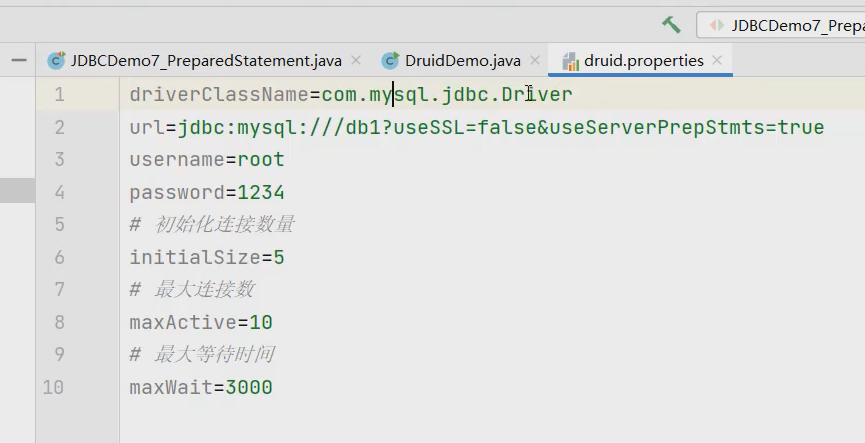 JDBCDemo7_Prepa
JDBCDemo7_PreparedStatement.java
DruidDemo.java
druid.properties
1 driverClassName=com.mysql.jdbc.Driver
2 url=jdbc:mysql:///db1?useSSL=false&useServerPrepStmts=true
3 username=root
4 password=1234
5 # 初始化连接数量
6 initialSize=5
7 # 最大连接数
8 maxActive=10
9 # 最大等待时间
10 maxWait=3000